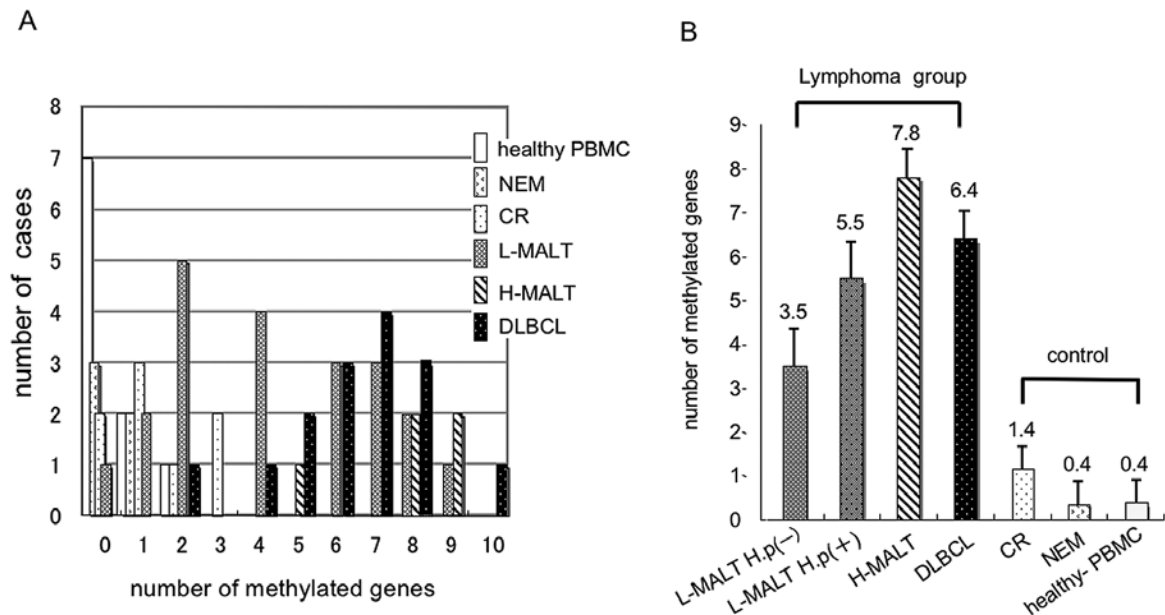 A
number of cases
8
7
6
5
4
3
2
1
0
healthy PBMC
NEM
CR
L-MALT
H-MALT
DLBCL
0 1 2 3 4 5 6 7 8 9 10
number of methylated genes
B
Lymphoma group
control
number of methylated genes
9-
8-
7-
6-
5-
4-
3-
2-
1-
0
3.5
5.5
7.8
6.4
1.4
0.4
0.4
L-MALT H.p(−)
L-MALT H.p(+)
H-MALT
DLBCL
CR
NEM
healthy- PBMC